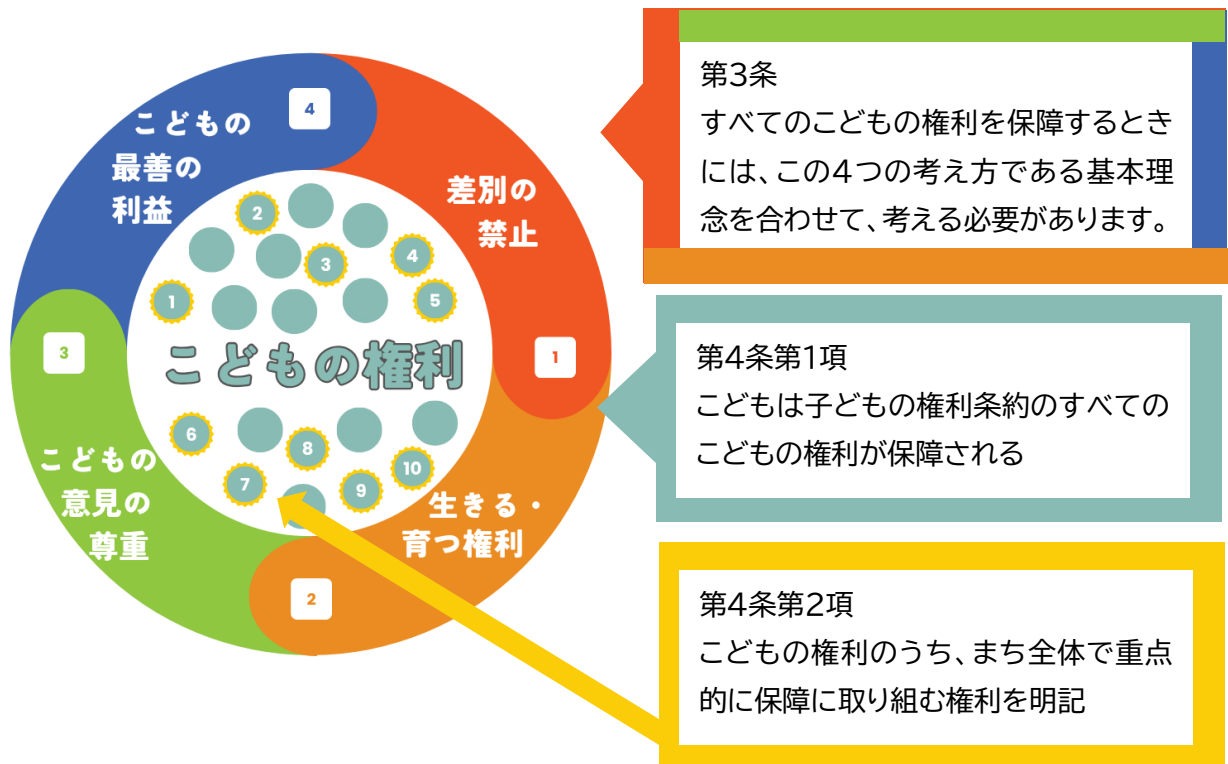 4
こどもの
最善の
利益
差別の
禁止
1
生きる・
育つ権利
2
3
こどもの
意見の
尊重
2
3
4
1
5
こどもの権利
6
8
7
9
10
第3条
すべてのこどもの権利を保障するとき
には、この4つの考え方である基本理
念を合わせて、考える必要があります。
第4条第1項
こどもは子どもの権利条約のすべての
こどもの権利が保障される
第4条第2項
こどもの権利のうち、まち全体で重点
的に保障に取り組む権利を明記